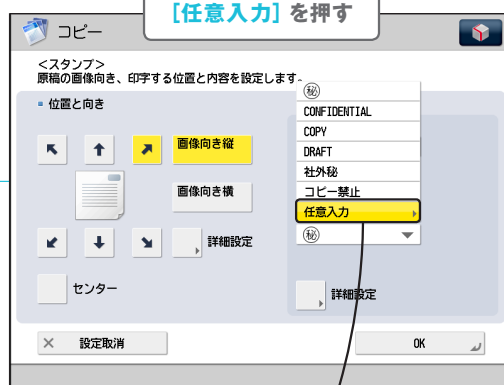 [任意入力] を押す
コピー
<スタンプ>
原稿の画像向き、印字する位置と内容を設定します。
位置と向き
画像向き縦
画像向き横
詳細設定
センター
㊙
CONFIDENTIAL
COPY
DRAFT
社外秘
コピー禁止
任意入力
㊙
詳細設定
設定取消
OK